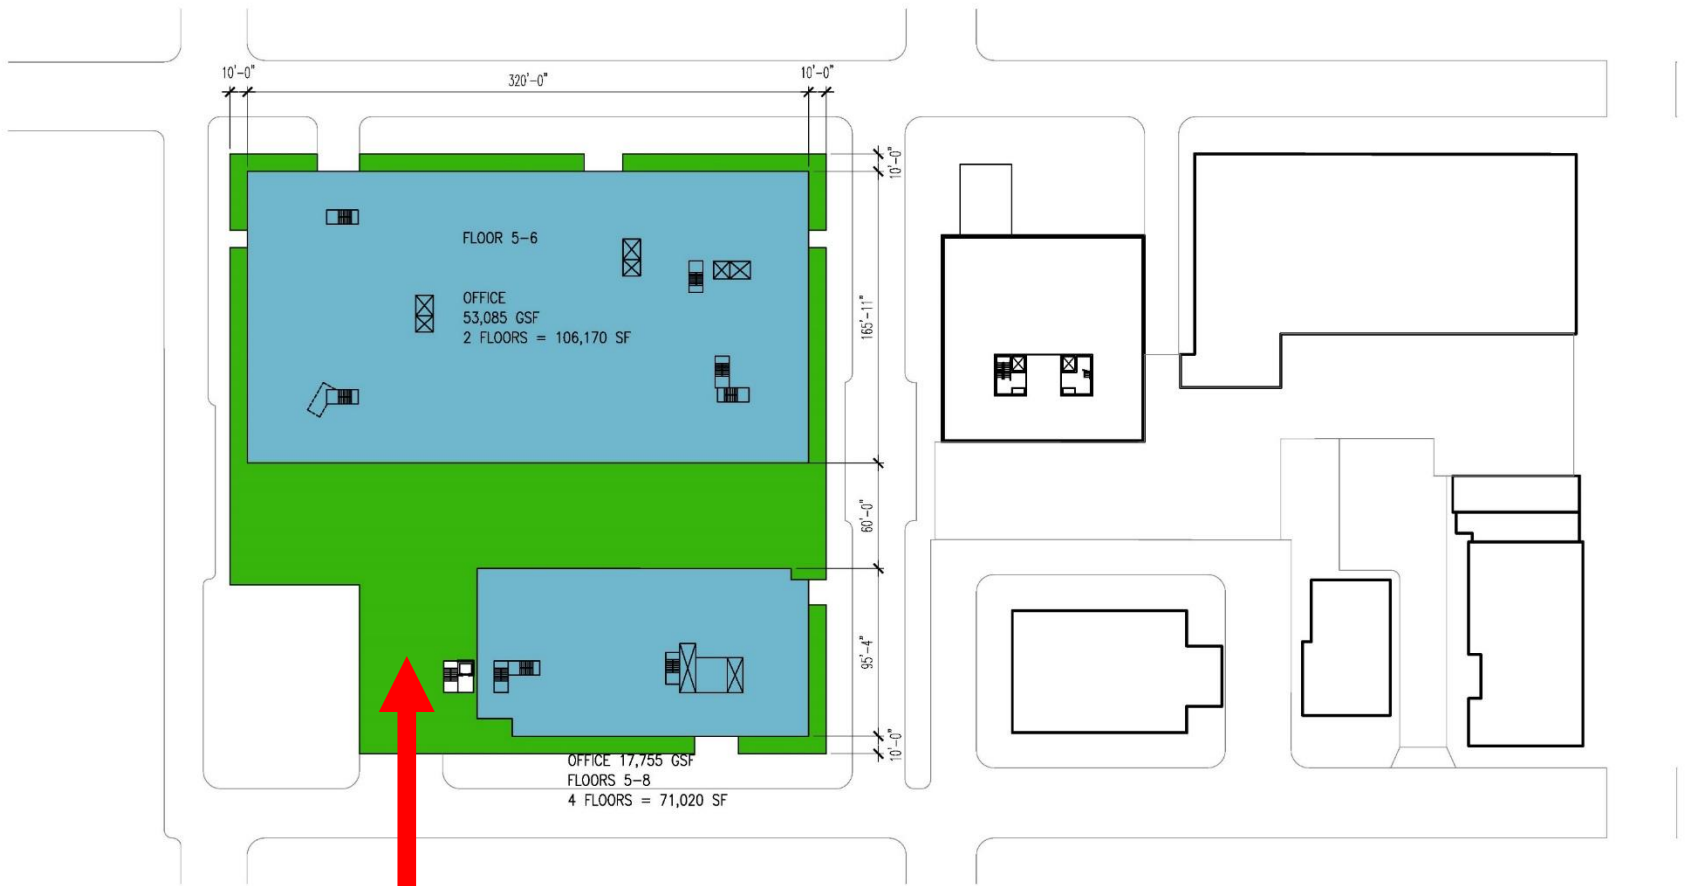 10'-0"
320'-0"
10'-0"
10'-0"
FLOOR 5-6
OFFICE
53,085 GSF
2 FLOORS = 106,170 SF
165'-11"
60'-0"
95'-4"
10'-0"
OFFICE 17,755 GSF
FLOORS 5-8
4 FLOORS = 71,020 SF